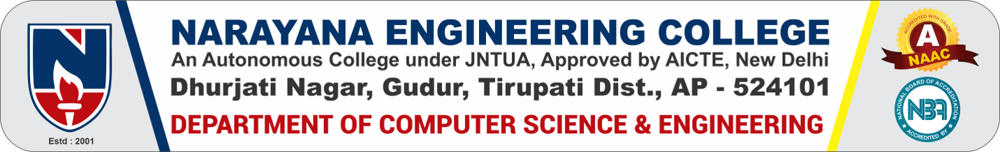 N
Estd : 2001
NARAYANA ENGINEERING COLLEGE
An Autonomous College under JNTUA, Approved by AICTE, New Delhi
Dhurjati Nagar, Gudur, Tirupati Dist., AP - 524101
DEPARTMENT OF COMPUTER SCIENCE & ENGINEERING
ACCREDITED WITH GRADE
A
NAAC
NATIONAL BOARD OF ACCREDITATION
NBA
★ ACCREDITED BY ★